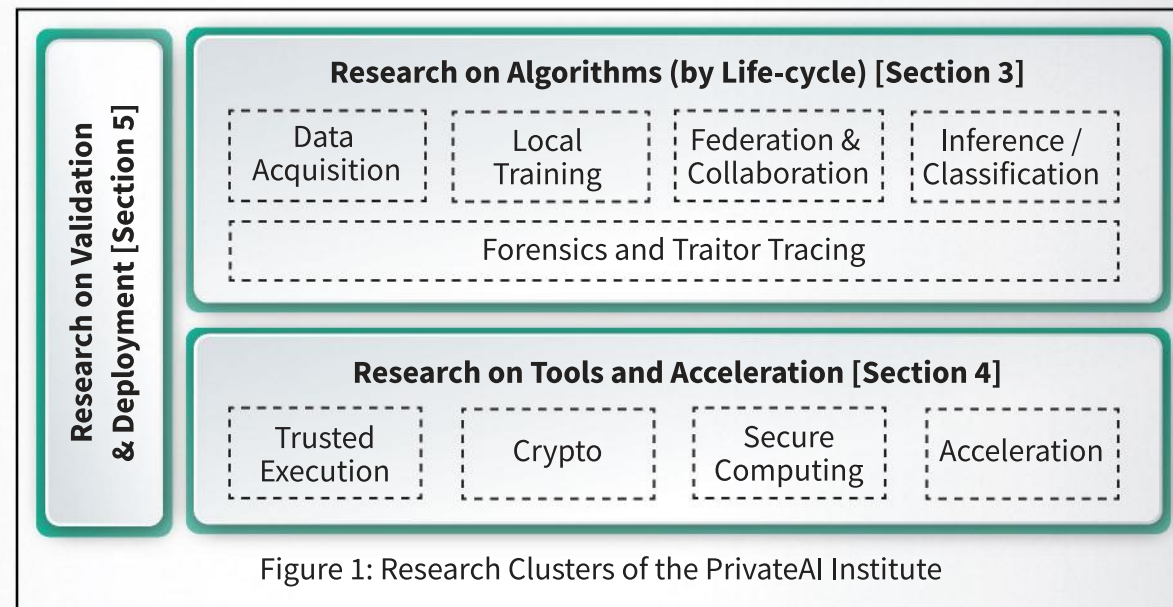 Research on Validation
& Deployment [Section 5]
Research on Algorithms (by Life-cycle) [Section 3]
Data
Acquisition
Local
Training
Federation &
Collaboration
Inference /
Classification
Forensics and Traitor Tracing
Research on Tools and Acceleration [Section 4]
Trusted
Execution
Crypto
Secure
Computing
Acceleration
Figure 1: Research Clusters of the PrivateAI Institute